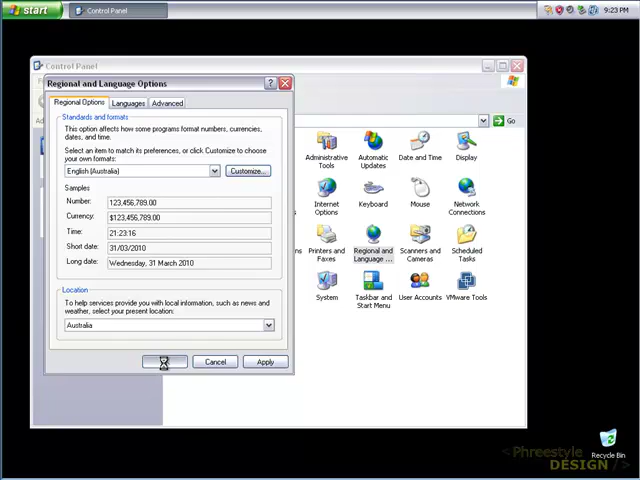 start
Control Panel
9:23 PM
Control Panel
Regional and Language Options
Regional Options
Languages
Advanced
Standards and formats
This option affects how some programs format numbers, currencies,
dates, and time.
Select an item to match its preferences, or click Customize to choose
your own formats:
English (Australia)
Customize...
Samples
Number:
123,456,789.00
Currency:
$123,456,789.00
Time:
21:23:16
Short date:
31/03/2010
Long date:
Wednesday, 31 March 2010
Location
To help services provide you with local information, such as news and
weather, select your present location:
Australia
Cancel
Apply
Go
Administrative
Tools
Automatic
Updates
Date and Time
Display
Internet
Options
Keyboard
Mouse
Network
Connections
Printers and
Faxes
Regional and
Language ...
Scanners and
Cameras
Scheduled
Tasks
System
Taskbar and
Start Menu
User Accounts
VMware Tools
Recycle Bin
< Phreestyle
DESIGN />